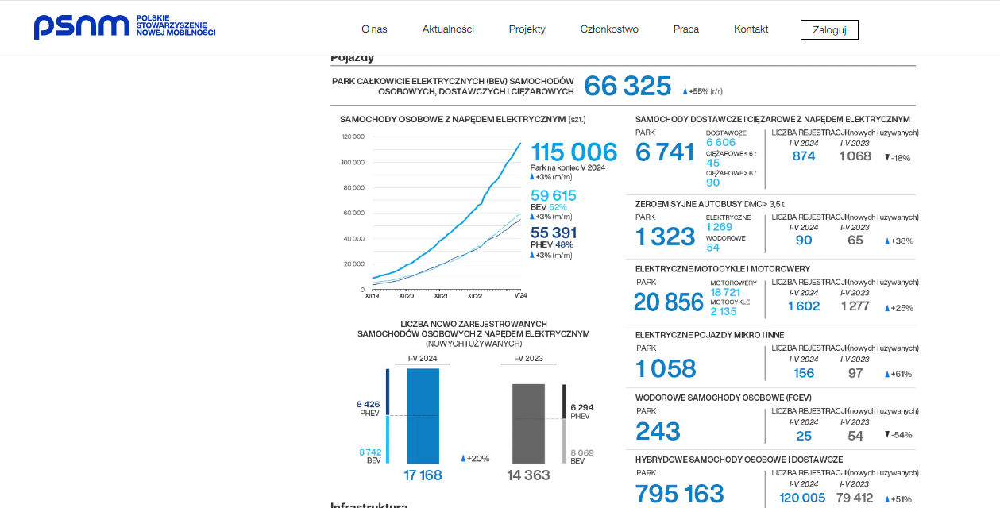 psnm POLSKIE
STOWARZYSZENIE
NOWEJ MOBILNOŚCI
O nas Aktualności Projekty Członkostwo Praca Kontakt Zaloguj
Pojazdy
PARK CAŁKOWICIE ELEKTRYCZNYCH (BEV) SAMOCHODÓW
OSOBOWYCH, DOSTAWCZYCH I CIĘŻAROWYCH
66 325 +55% (r/r)
SAMOCHODY OSOBOWE Z NAPĘDEM ELEKTRYCZNYM (szt.)
120 000
100 000
80 000
60 000
40 000
20 000
0
XII'19 XII'20 XII'21 XII'22 V'24
115 006
Park na koniec V 2024
+3% (m/m)
59 615
BEV 52%
+3% (m/m)
55 391
PHEV 48%
+3% (m/m)
LICZBA NOWO ZAREJESTROWANYCH
SAMOCHODÓW OSOBOWYCH Z NAPĘDEM ELEKTRYCZNYM
(NOWYCH I UŻYWANYCH)
I-V 2024 I-V 2023
8 426
PHEV
8 742
BEV
17 168
+20%
6 294
PHEV
8 069
BEV
14 363
SAMOCHODY DOSTAWCZE I CIĘŻAROWE Z NAPĘDEM ELEKTRYCZNYM
PARK
6 741
DOSTAWCZE
6 606
CIĘŻAROWE ≤ 6 t
45
CIĘŻAROWE > 6 t
90
LICZBA REJESTRACJI (nowych i używanych)
I-V 2024 I-V 2023
874 1 068 -18%
ZEROEMISYJNE AUTOBUSY DMC > 3,5 t
PARK
1 323
ELEKTRYCZNE
1 269
WODOROWE
54
LICZBA REJESTRACJI (nowych i używanych)
I-V 2024 I-V 2023
90 65 +38%
ELEKTRYCZNE MOTOCYKLE I MOTOROWERY
PARK
20 856
MOTOROWERY
18 721
MOTOCYKLE
2 135
LICZBA REJESTRACJI (nowych i używanych)
I-V 2024 I-V 2023
1 602 1 277 +25%
ELEKTRYCZNE POJAZDY MIKRO I INNE
PARK
1 058
LICZBA REJESTRACJI (nowych i używanych)
I-V 2024 I-V 2023
156 97 +61%
WODOROWE SAMOCHODY OSOBOWE (FCEV)
PARK
243
LICZBA REJESTRACJI (nowych i używanych)
I-V 2024 I-V 2023
25 54 -54%
HYBRYDOWE SAMOCHODY OSOBOWE I DOSTAWCZE
PARK
795 163
LICZBA REJESTRACJI (nowych i używanych)
I-V 2024 I-V 2023
120 005 79 412 +51%
Infrastruktura